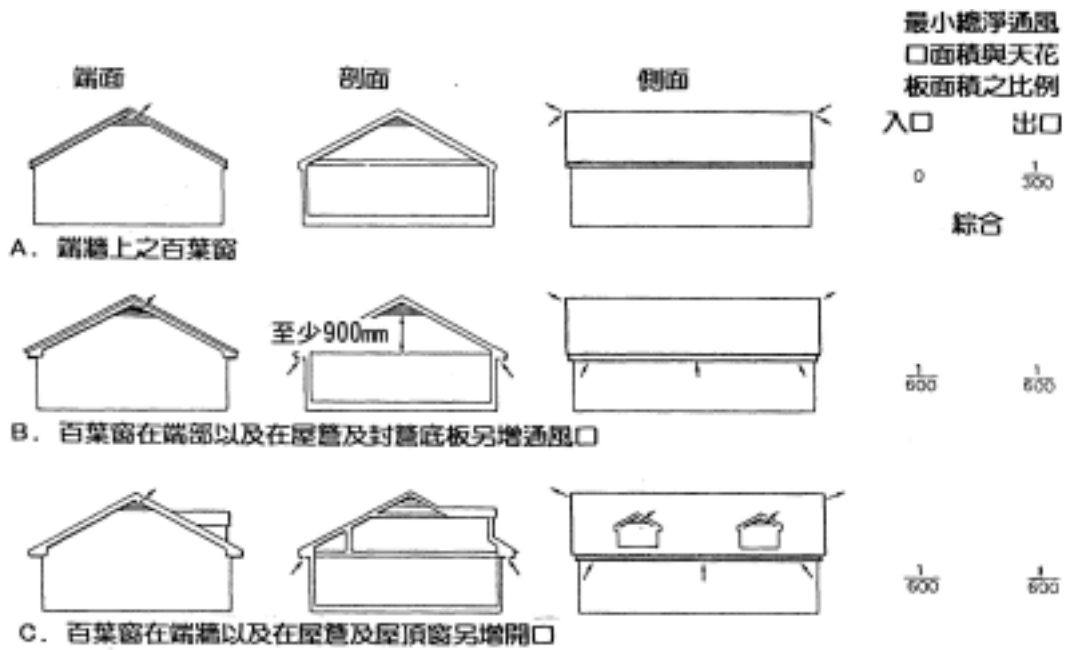 最小總淨通風
口面積與天花
板面積之比例
端面 剖面 側面
入口 出口
0 1/300
綜合
A. 端牆上之百葉窗
至少900mm
1/600 1/600
B. 百葉窗在端部以及在屋簷及封簷底板另增通風口
1/600 1/600
C. 百葉窗在端牆以及在屋簷及屋頂窗另增開口